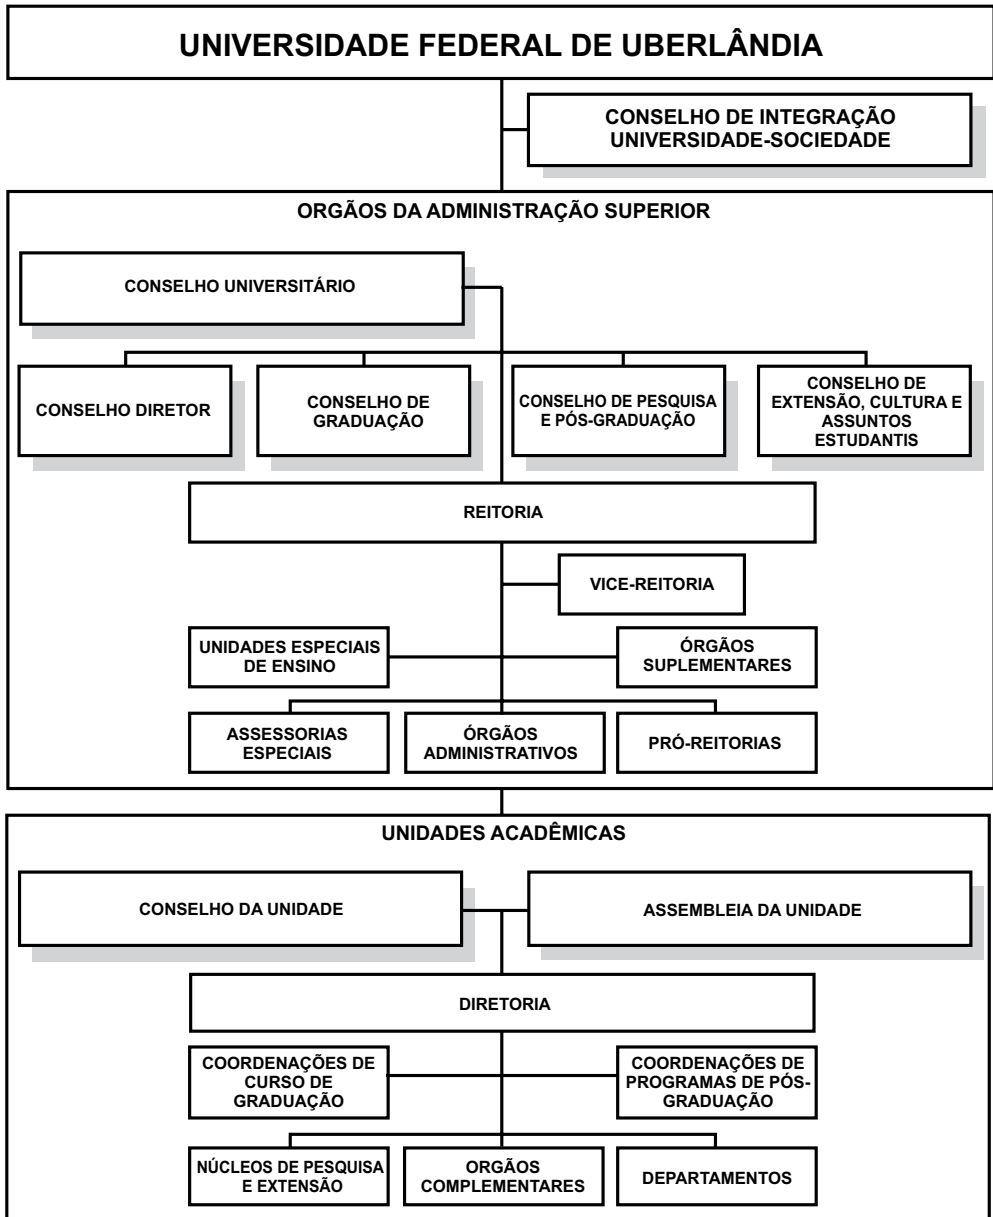 UNIVERSIDADE FEDERAL DE UBERLÂNDIA
CONSELHO DE INTEGRAÇÃO
UNIVERSIDADE-SOCIEDADE
ORGÃOS DA ADMINISTRAÇÃO SUPERIOR
CONSELHO UNIVERSITÁRIO
CONSELHO DIRETOR
CONSELHO DE
GRADUAÇÃO
CONSELHO DE PESQUISA
E PÓS-GRADUAÇÃO
CONSELHO DE
EXTENSÃO, CULTURA E
ASSUNTOS
ESTUDANTIS
REITORIA
VICE-REITORIA
UNIDADES ESPECIAIS
DE ENSINO
ÓRGÃOS
SUPLEMENTARES
ASSESSORIAS
ESPECIAIS
ÓRGÃOS
ADMINISTRATIVOS
PRÓ-REITORIAS
UNIDADES ACADÊMICAS
CONSELHO DA UNIDADE
ASSEMBLEIA DA UNIDADE
DIRETORIA
COORDENAÇÕES DE
CURSO DE
GRADUAÇÃO
COORDENAÇÕES DE
PROGRAMAS DE PÓS-
GRADUAÇÃO
NÚCLEOS DE PESQUISA
E EXTENSÃO
ORGÃOS
COMPLEMENTARES
DEPARTAMENTOS